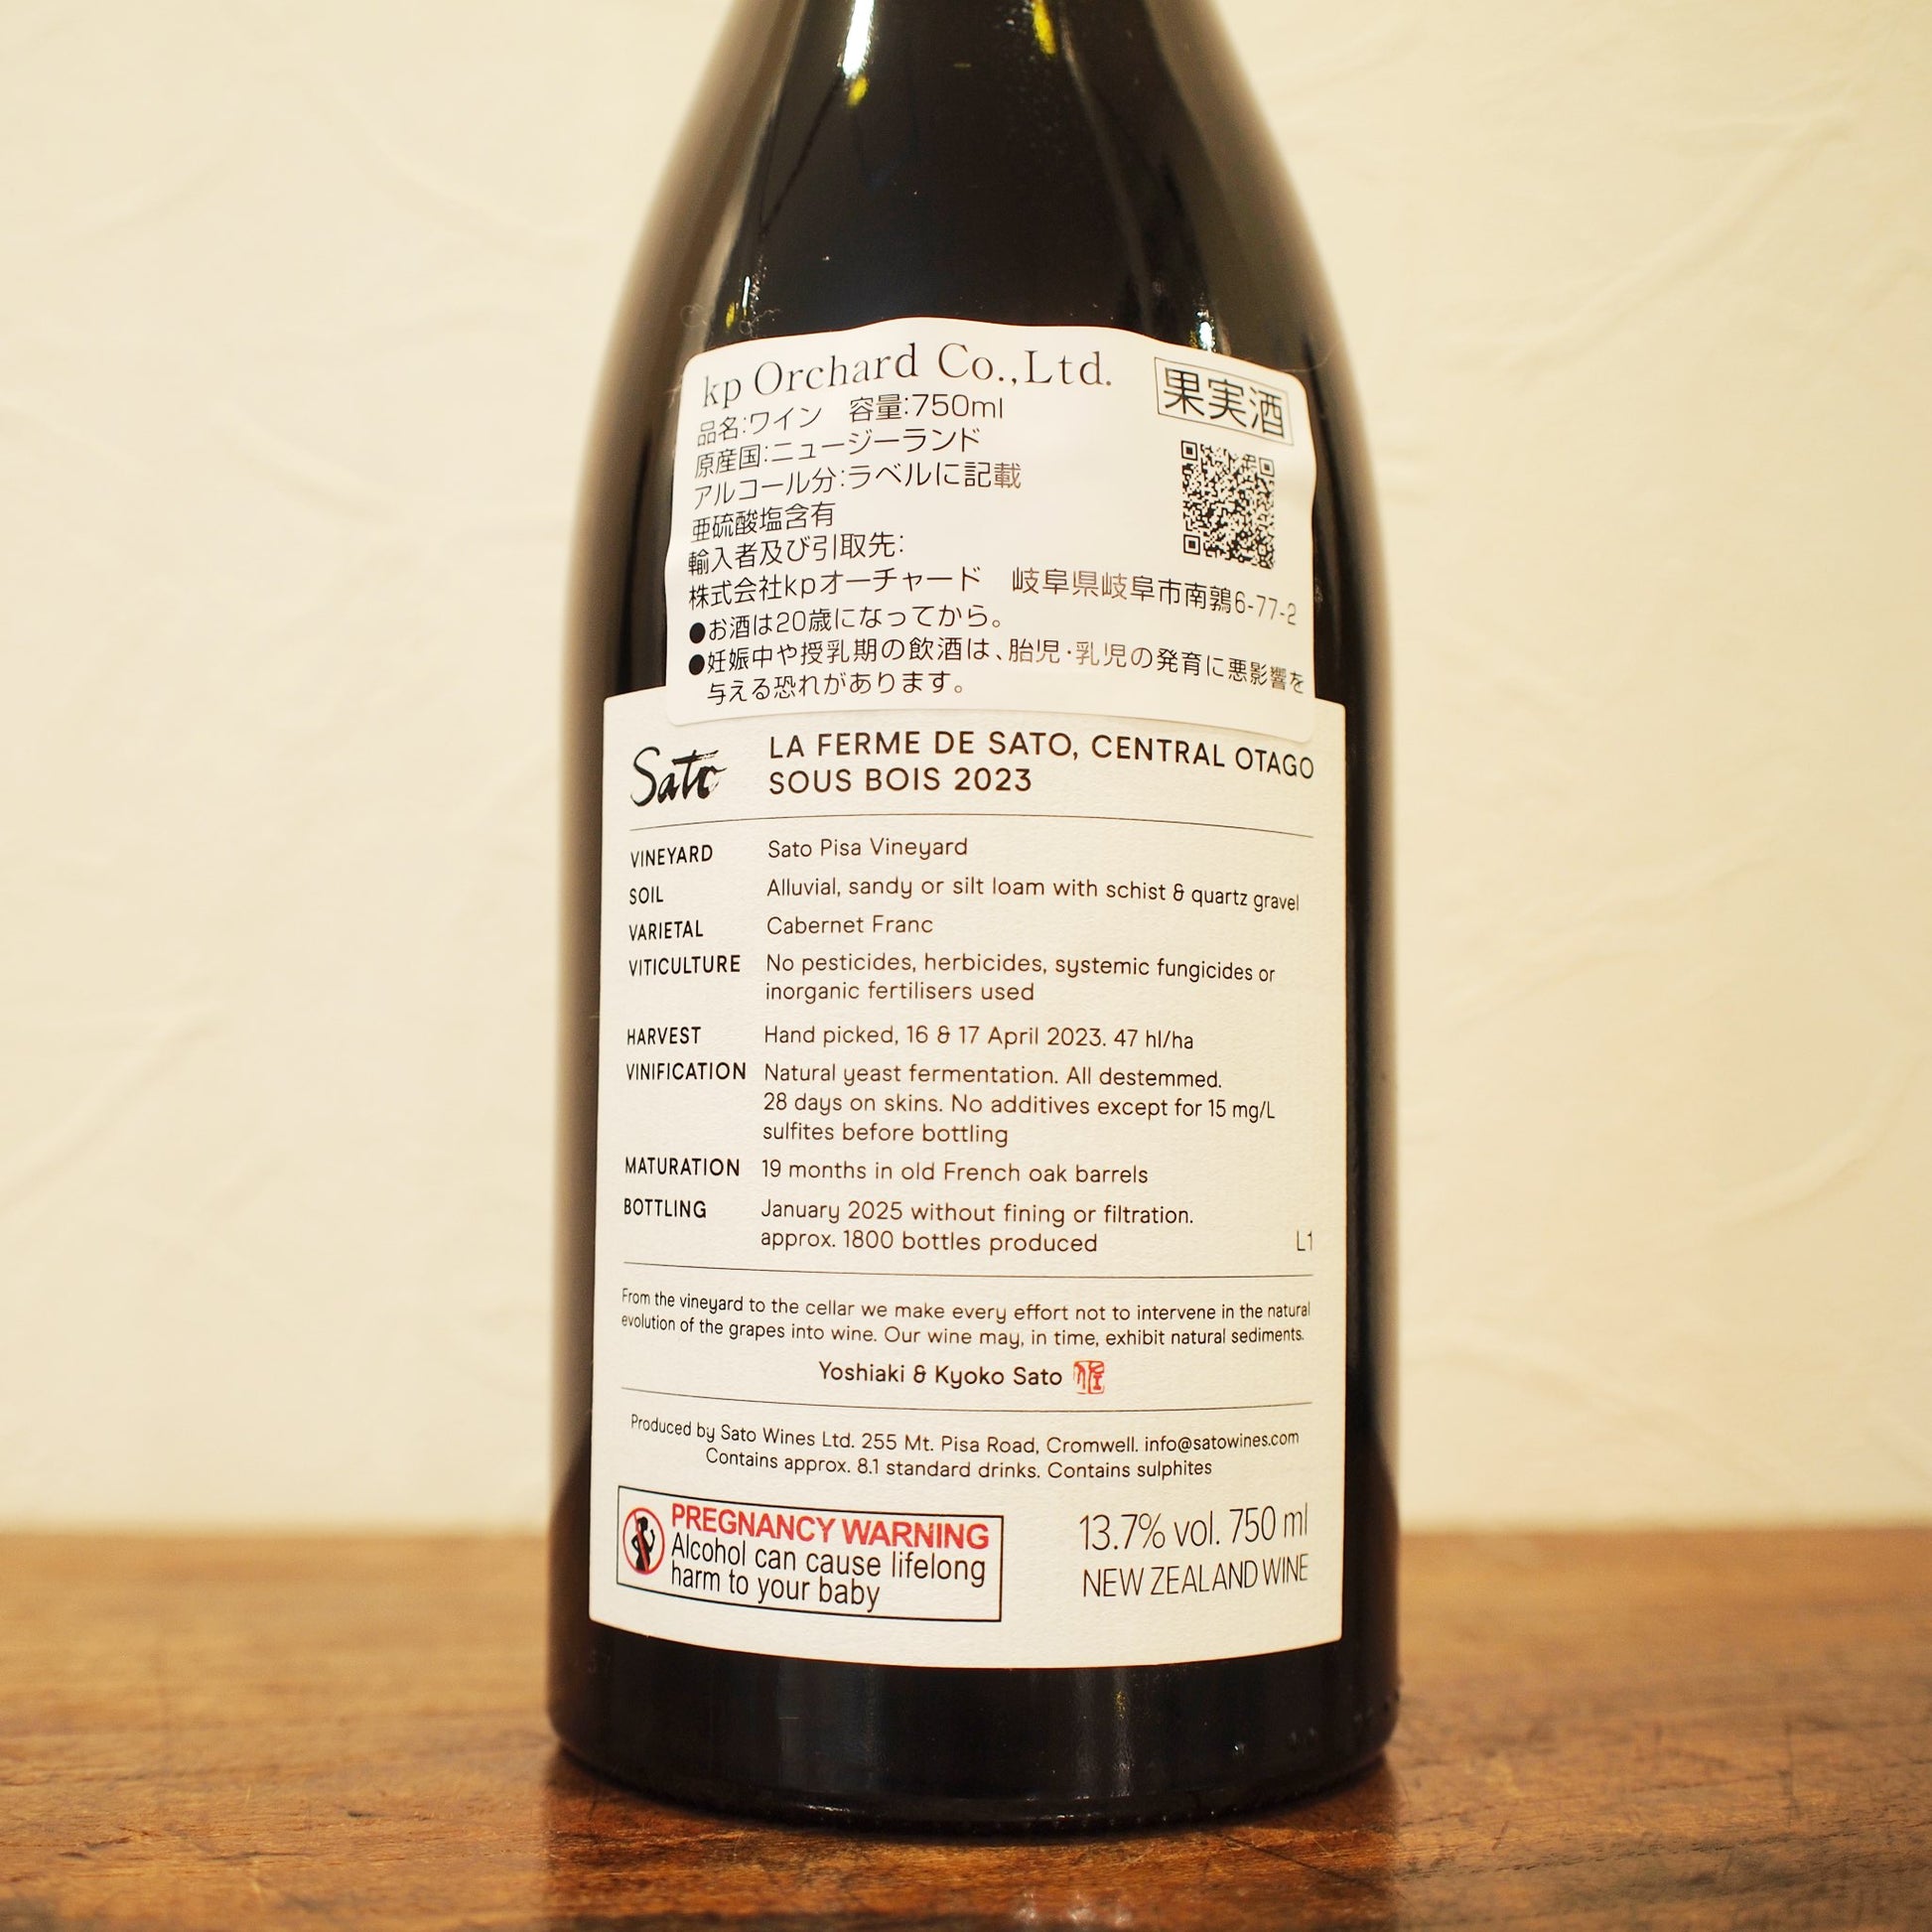 kp Orchard Co.,Ltd.
果実酒
品名:ワイン 容量:750ml
原産国:ニュージーランド
アルコール分:ラベルに記載
亜硫酸塩含有
輸入者及び引取先:
株式会社kpオーチャード 岐阜県岐阜市南鶉6-77-2
●お酒は20歳になってから。
●妊娠中や授乳期の飲酒は、胎児・乳児の発育に悪影響を
与える恐れがあります。
Sato
LA FERME DE SATO, CENTRAL OTAGO
SOUS BOIS 2023
VINEYARD Sato Pisa Vineyard
SOIL Alluvial, sandy or silt loam with schist & quartz gravel
VARIETAL Cabernet Franc
VITICULTURE No pesticides, herbicides, systemic fungicides or
inorganic fertilisers used
HARVEST Hand picked, 16 & 17 April 2023. 47 hl/ha
VINIFICATION Natural yeast fermentation. All destemmed.
28 days on skins. No additives except for 15 mg/L
sulfites before bottling
MATURATION 19 months in old French oak barrels
BOTTLING January 2025 without fining or filtration.
approx. 1800 bottles produced L1
From the vineyard to the cellar we make every effort not to intervene in the natural
evolution of the grapes into wine. Our wine may, in time, exhibit natural sediments.
Yoshiaki & Kyoko Sato
Produced by Sato Wines Ltd. 255 Mt. Pisa Road, Cromwell. info@satowines.com
Contains approx. 8.1 standard drinks. Contains sulphites
PREGNANCY WARNING
Alcohol can cause lifelong
harm to your baby
13.7% vol. 750 ml
NEW ZEALAND WINE